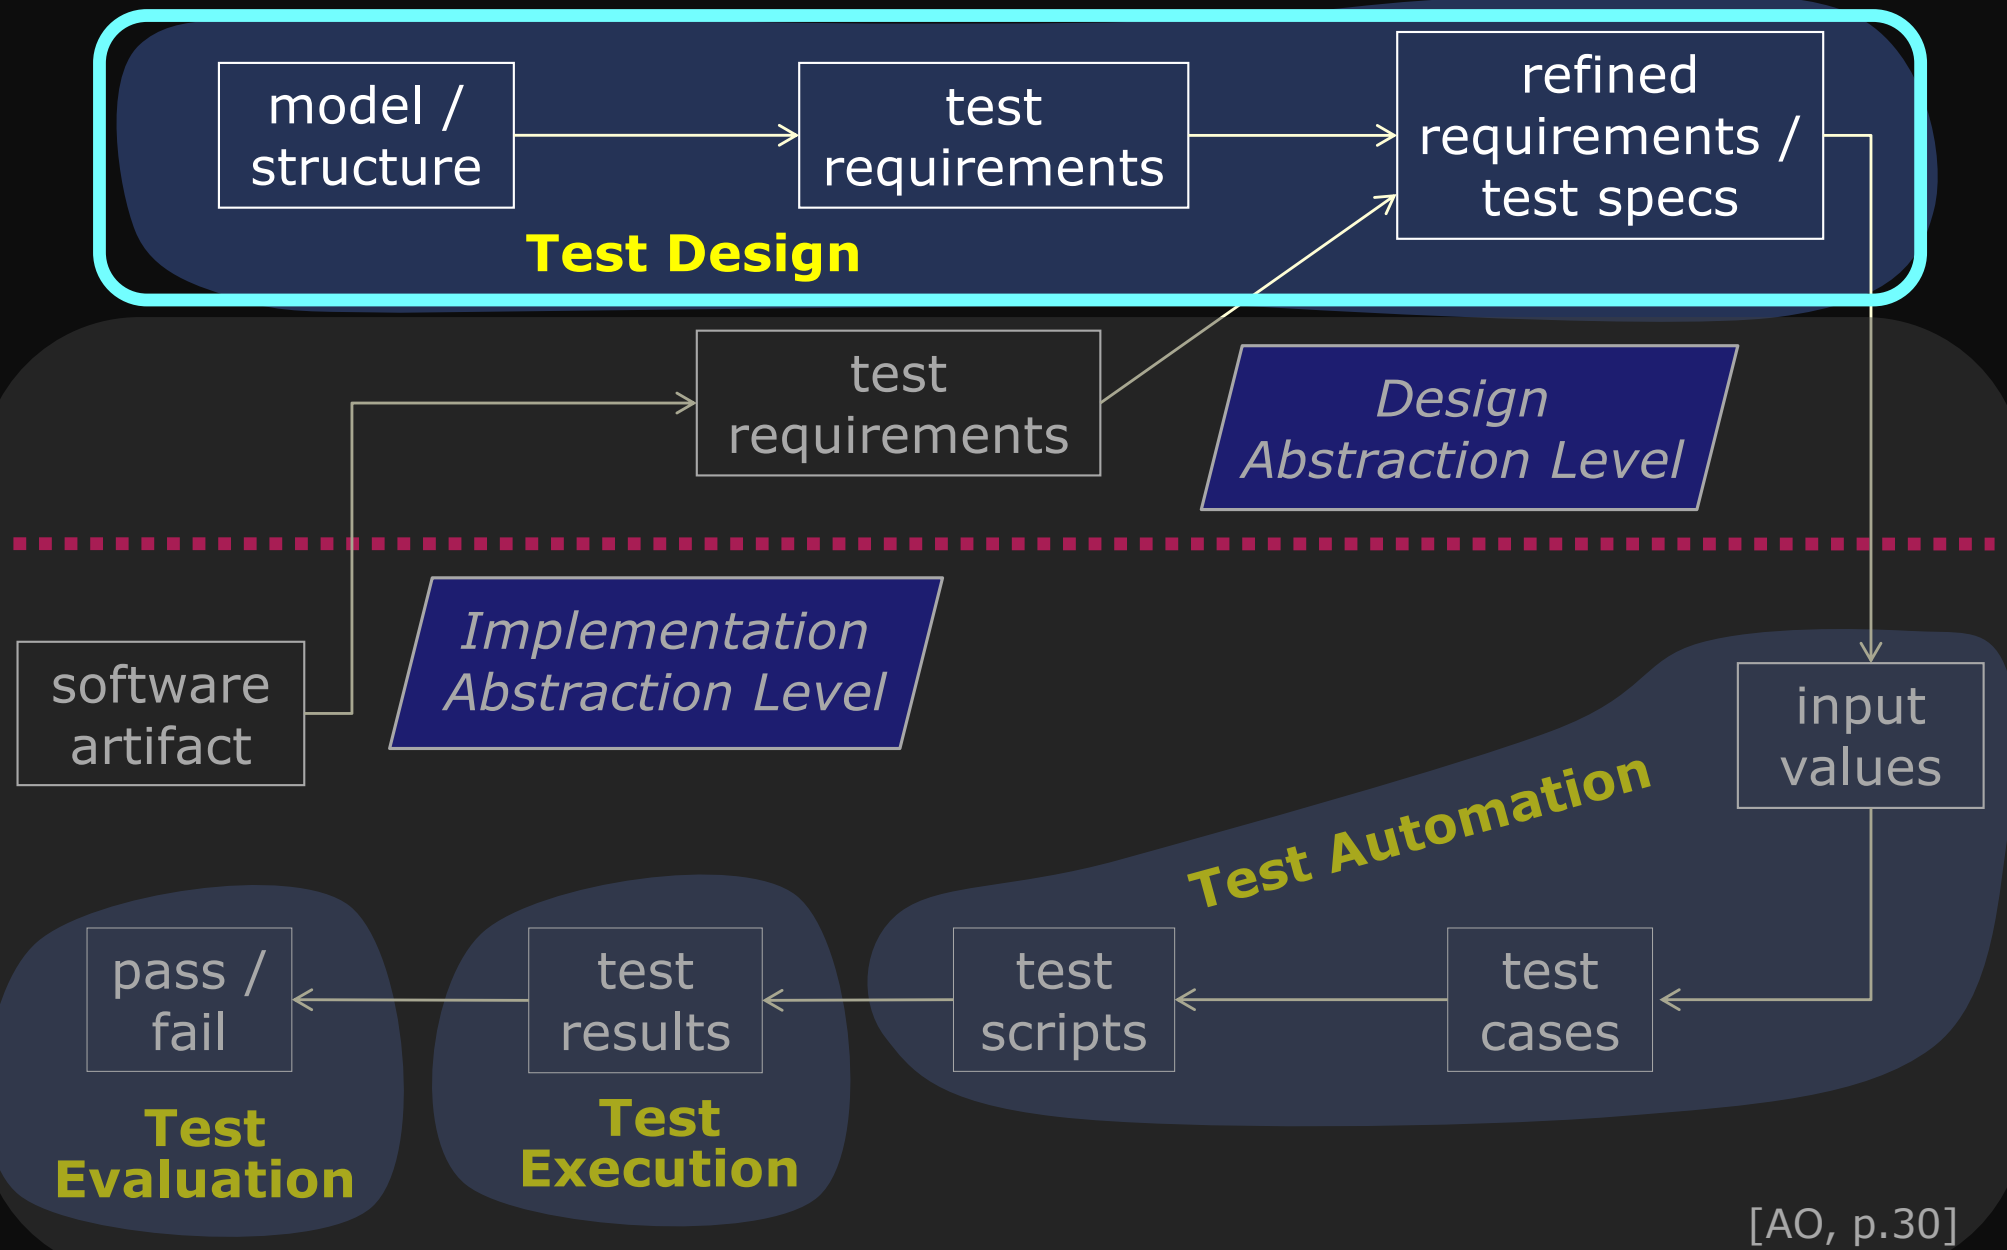 model /
structure
test
requirements
refined
requirements /
test specs
Test Design
test
requirements
Design
Abstraction Level
Implementation
Abstraction Level
software
artifact
input
values
Test Automation
pass /
fail
test
results
test
scripts
test
cases
Test
Evaluation
Test
Execution
[AO, p.30]